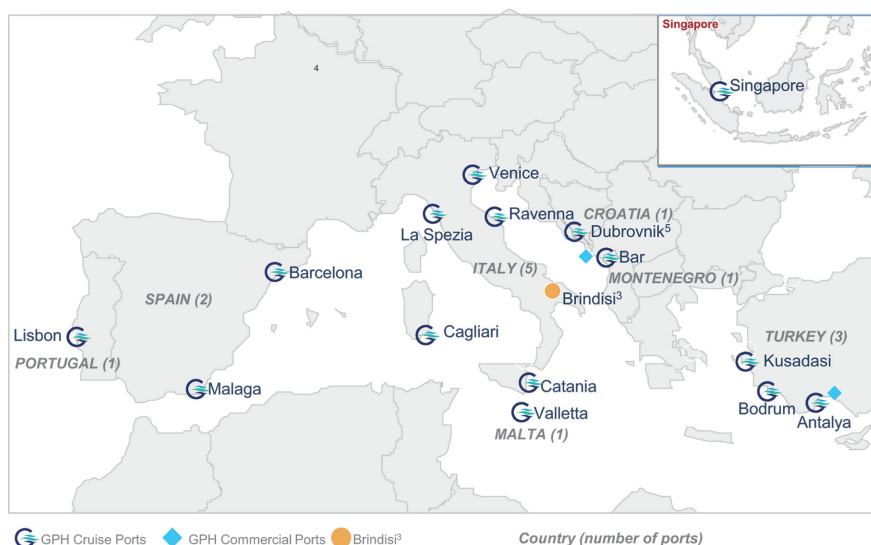 Singapore
4
Singapore
Venice
CROATIA (1)
Ravenna
La Spezia
Dubrovnik⁵
Bar
ITALY (5)
MONTENEGRO (1)
Barcelona
SPAIN (2)
Brindisi³
Lisbon
Cagliari
TURKEY (3)
PORTUGAL (1)
Kusadasi
Malaga
Catania
Bodrum
Valletta
Antalya
MALTA (1)
GPH Cruise Ports
GPH Commercial Ports
Brindisi³
Country (number of ports)